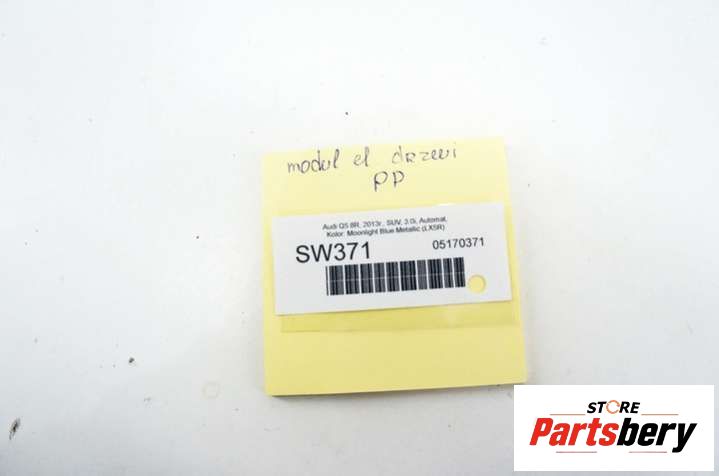 moduł el drzwi
PP
Audi Q5 8R, 2013r., SUV, 3.0i, Automat,
Kolor: Moonlight Blue Metallic (LX5R)
SW371 05170371
STORE
Partsbery